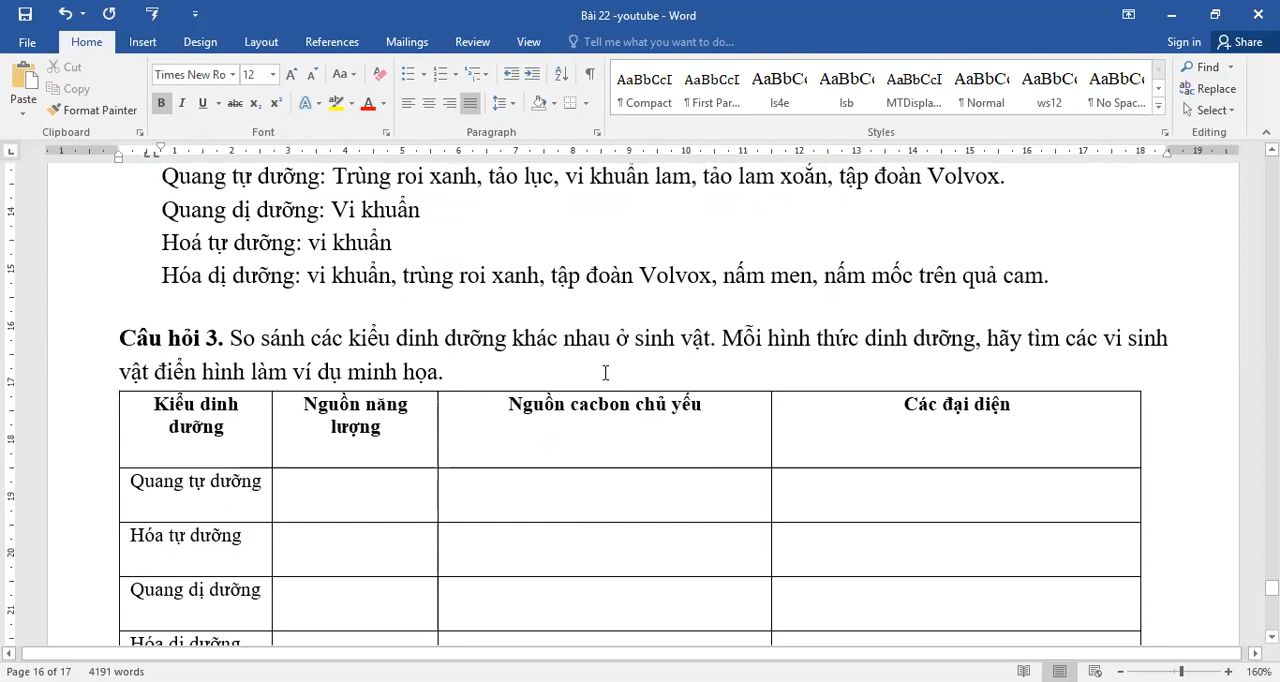 Bài 22 -youtube - Word
File Home Insert Design Layout References Mailings Review View Tell me what you want to do... Sign in Share
Paste Cut Copy Format Painter
Times New Ro 12
AaBbCcI AaBbCcI AaBbC AaBbCc AaBbCcI AaBbCcI AaBbCc AaBbC
¶ Compact ¶ First Par... ls4e lsb MTDispla... ¶ Normal ws12 ¶ No Spac...
Find Replace Select
Clipboard Font Paragraph Styles Editing
Quang tự dưỡng: Trùng roi xanh, tảo lục, vi khuẩn lam, tảo lam xoắn, tập đoàn Volvox.
Quang dị dưỡng: Vi khuẩn
Hoá tự dưỡng: vi khuẩn
Hóa dị dưỡng: vi khuẩn, trùng roi xanh, tập đoàn Volvox, nấm men, nấm mốc trên quả cam.
Câu hỏi 3. So sánh các kiểu dinh dưỡng khác nhau ở sinh vật. Mỗi hình thức dinh dưỡng, hãy tìm các vi sinh
vật điển hình làm ví dụ minh họa.
Kiểu dinh dưỡng Nguồn năng lượng Nguồn cacbon chủ yếu Các đại diện
Quang tự dưỡng
Hóa tự dưỡng
Quang dị dưỡng
Hóa dị dưỡng
Page 16 of 17 4191 words 160%